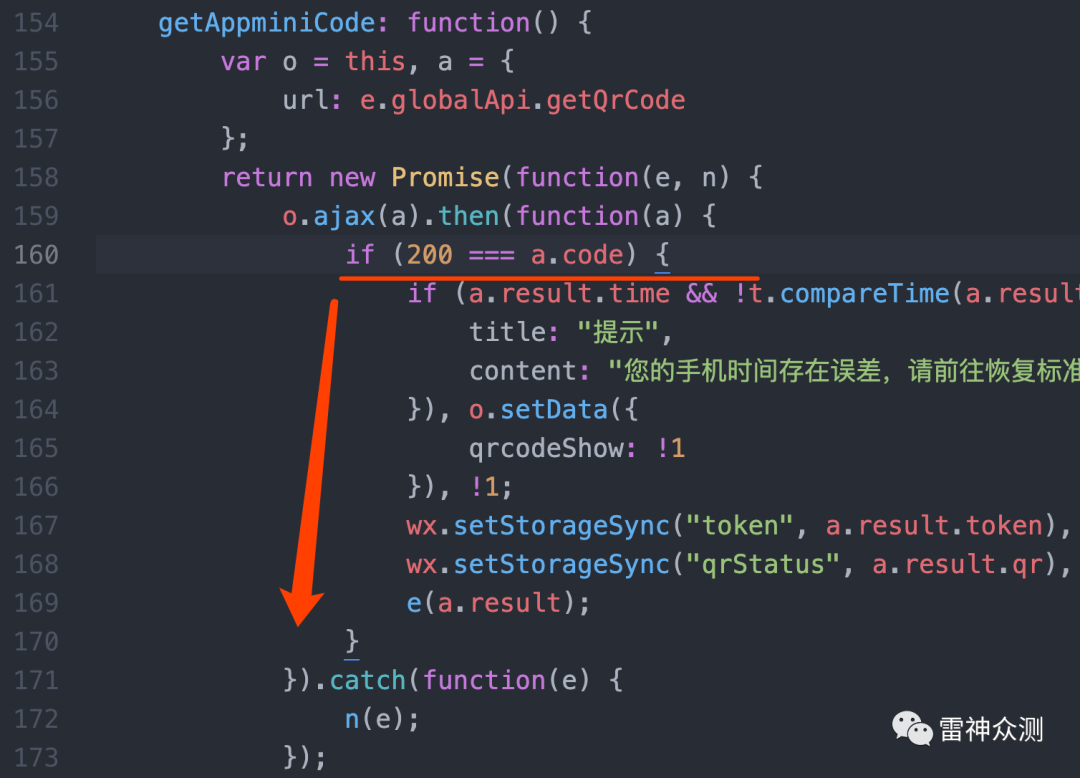 154 getAppminiCode: function() {
155 var o = this, a = {
156 url: e.globalApi.getQrCode
157 };
158 return new Promise(function(e, n) {
159 o.ajax(a).then(function(a) {
160 if (200 === a.code) {
161 if (a.result.time && !t.compareTime(a.result
162 title: "提示",
163 content: "您的手机时间存在误差，请前往恢复标准
164 }), o.setData({
165 qrcodeShow: !1
166 }), !1;
167 wx.setStorageSync("token", a.result.token),
168 wx.setStorageSync("qrStatus", a.result.qr),
169 e(a.result);
170 }
171 }).catch(function(e) {
172 n(e);
173 });
雷神众测